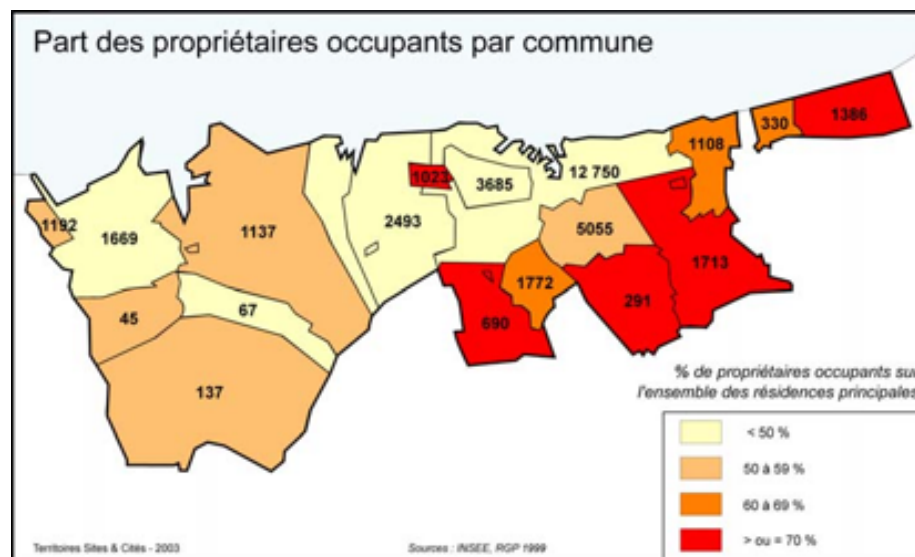 Part des propriétaires occupants par commune
1386
330
1108
12 750
1023
3685
1192
1669
1137
2493
5055
1713
1772
291
690
67
45
137
% de propriétaires occupants sur
l'ensemble des résidences principales
< 50 %
50 à 59 %
60 à 69 %
> ou = 70 %
Territoires Sites & Cités - 2003
Sources : INSEE, RGP 1999